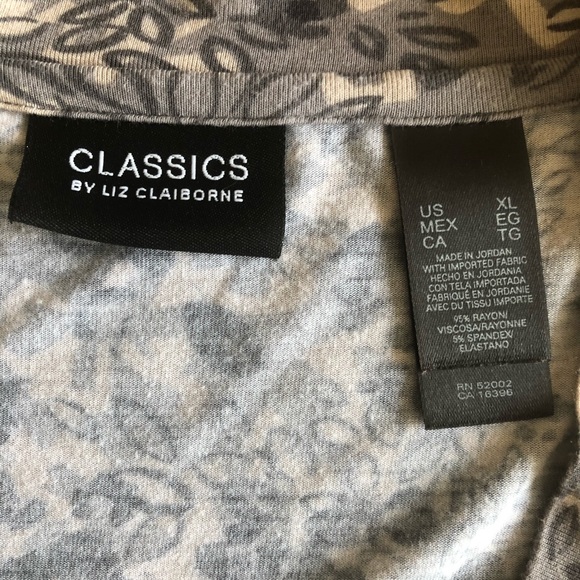 CLASSICS
BY LIZ CLAIBORNE
US XL
MEX EG
CA TG
MADE IN JORDAN
WITH IMPORTED FABRIC
HECHO EN JORDANIA
CON TELA IMPORTADA
FABRIQUÉ EN JORDANIE
AVEC DU TISSU IMPORTE
95% RAYON/
VISCOSA/RAYONNE
5% SPANDEX/
ELASTANO
RN 52002
CA 16396